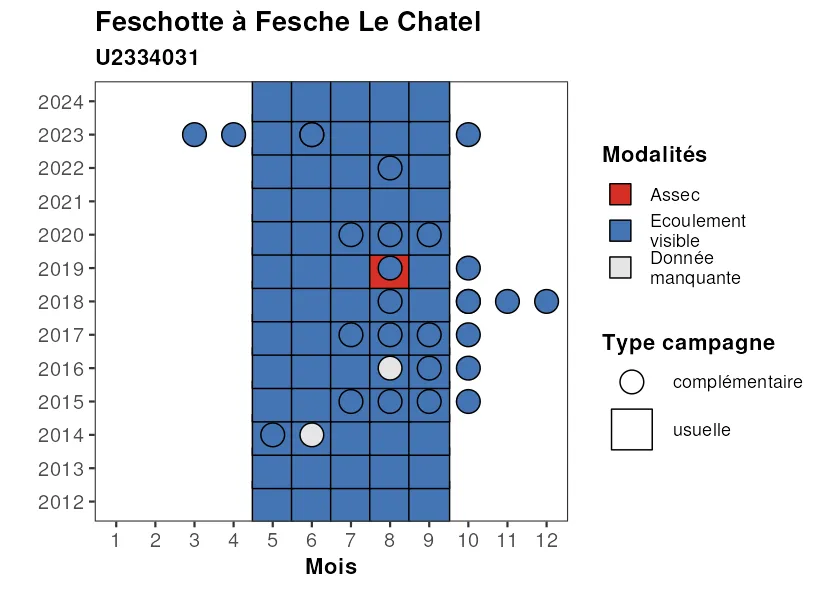 Feschotte à Fesche Le Chatel
U2334031
2024
2023
2022
2021
2020
2019
2018
2017
2016
2015
2014
2013
2012
1 2 3 4 5 6 7 8 9 10 11 12
Mois
Modalités
Assec
Ecoulement
visible
Donnée
manquante
Type campagne
complémentaire
usuelle